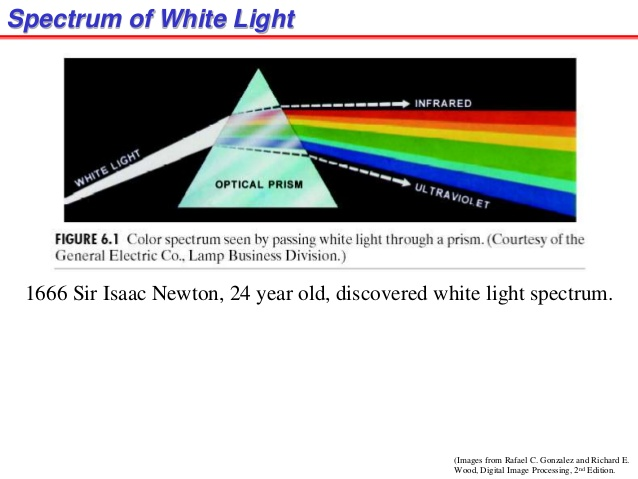 Spectrum of White Light
INFRARED
WHITE LIGHT
OPTICAL PRISM
ULTRAVIOLET
FIGURE 6.1 Color spectrum seen by passing white light through a prism. (Courtesy of the
General Electric Co., Lamp Business Division.)
1666 Sir Isaac Newton, 24 year old, discovered white light spectrum.
(Images from Rafael C. Gonzalez and Richard E.
Wood, Digital Image Processing, 2nd Edition.